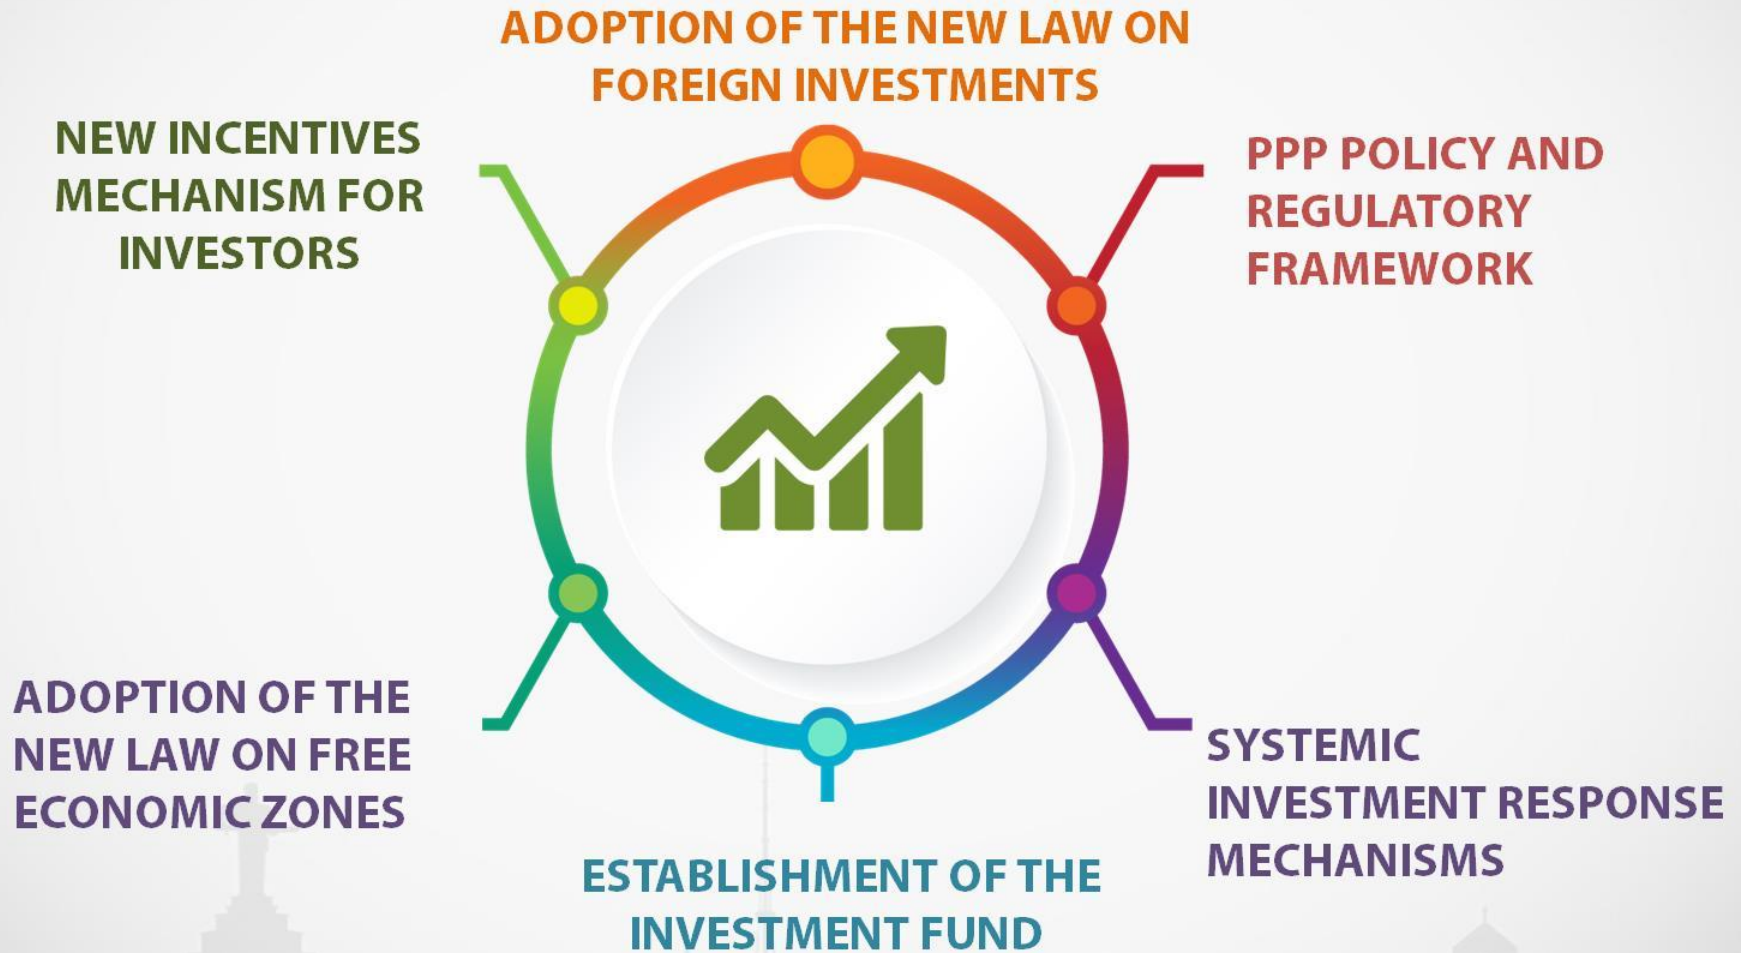 ADOPTION OF THE NEW LAW ON
FOREIGN INVESTMENTS
NEW INCENTIVES
MECHANISM FOR
INVESTORS
PPP POLICY AND
REGULATORY
FRAMEWORK
ADOPTION OF THE
NEW LAW ON FREE
ECONOMIC ZONES
SYSTEMIC
INVESTMENT RESPONSE
MECHANISMS
ESTABLISHMENT OF THE
INVESTMENT FUND